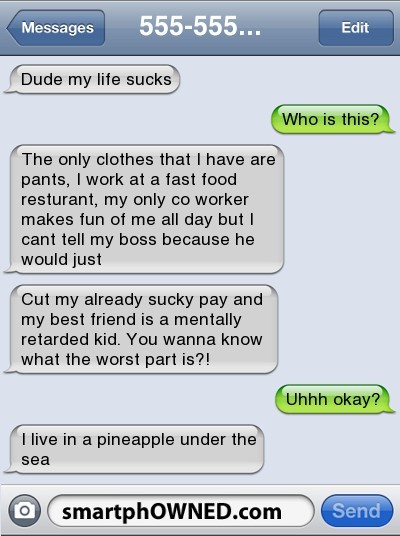 Messages
555-555...
Edit
Dude my life sucks
Who is this?
The only clothes that I have are
pants, I work at a fast food
resturant, my only co worker
makes fun of me all day but I
cant tell my boss because he
would just
Cut my already sucky pay and
my best friend is a mentally
retarded kid. You wanna know
what the worst part is?!
Uhhh okay?
I live in a pineapple under the
sea
smartphOWNED.com
Send